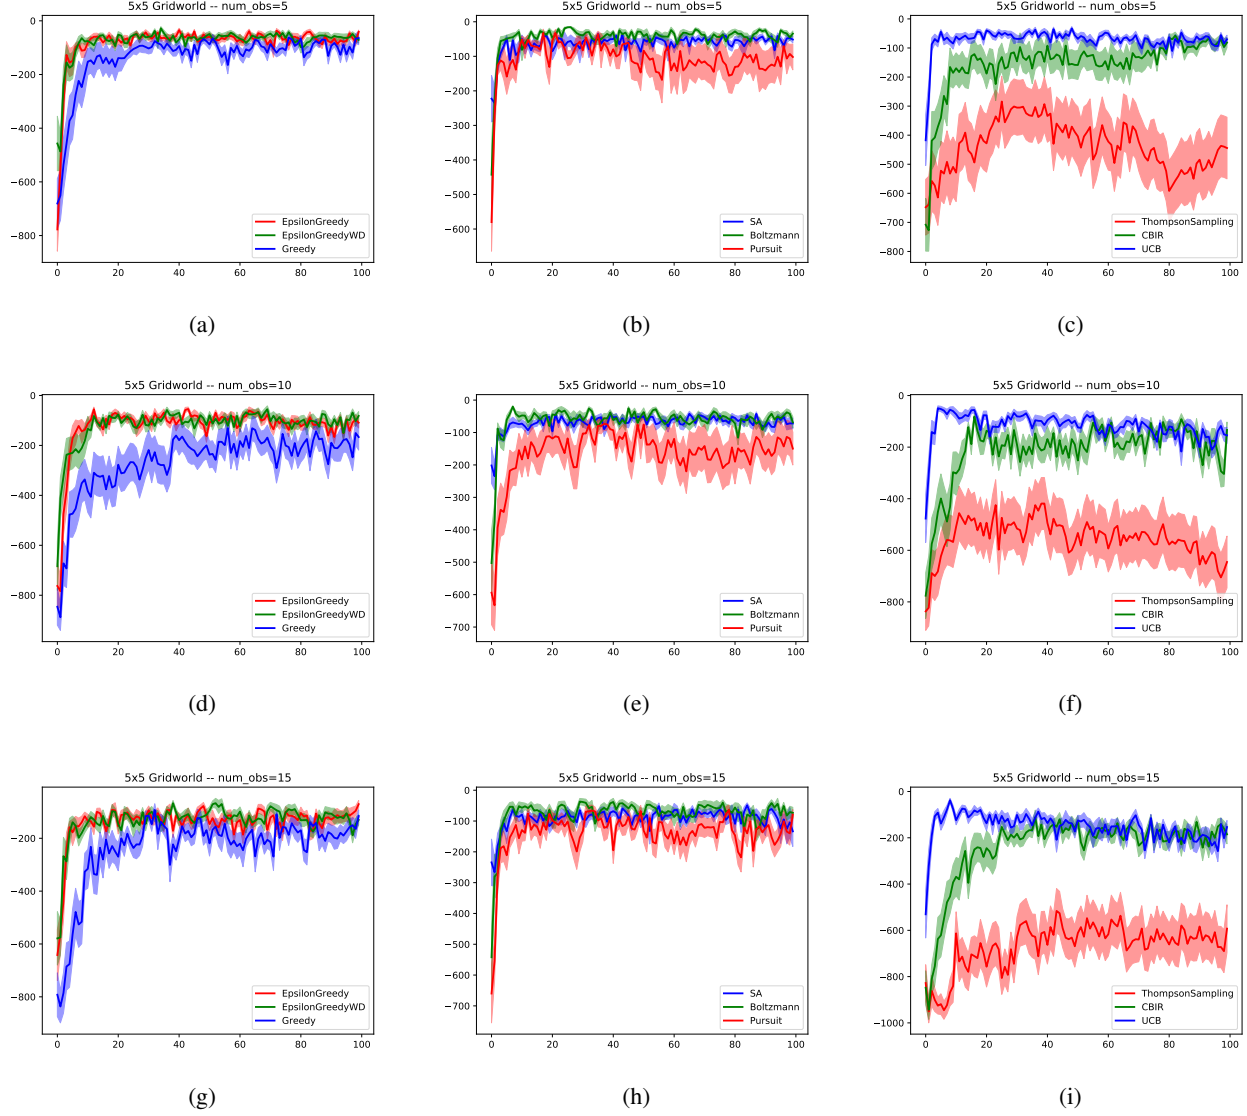 5x5 Gridworld -- num_obs=5
0
−200
−400
−600
−800
0 20 40 60 80 100
EpsilonGreedy
EpsilonGreedyWD
Greedy
(a)
5x5 Gridworld -- num_obs=5
0
−100
−200
−300
−400
−500
−600
0 20 40 60 80 100
SA
Boltzmann
Pursuit
(b)
5x5 Gridworld -- num_obs=5
0
−100
−200
−300
−400
−500
−600
−700
−800
0 20 40 60 80 100
ThompsonSampling
CBIR
UCB
(c)
5x5 Gridworld -- num_obs=10
0
−200
−400
−600
−800
0 20 40 60 80 100
EpsilonGreedy
EpsilonGreedyWD
Greedy
(d)
5x5 Gridworld -- num_obs=10
0
−100
−200
−300
−400
−500
−600
−700
0 20 40 60 80 100
SA
Boltzmann
Pursuit
(e)
5x5 Gridworld -- num_obs=10
0
−200
−400
−600
−800
0 20 40 60 80 100
ThompsonSampling
CBIR
UCB
(f)
5x5 Gridworld -- num_obs=15
−200
−400
−600
−800
0 20 40 60 80 100
EpsilonGreedy
EpsilonGreedyWD
Greedy
(g)
5x5 Gridworld -- num_obs=15
0
−100
−200
−300
−400
−500
−600
−700
0 20 40 60 80 100
SA
Boltzmann
Pursuit
(h)
5x5 Gridworld -- num_obs=15
0
−200
−400
−600
−800
−1000
0 20 40 60 80 100
ThompsonSampling
CBIR
UCB
(i)